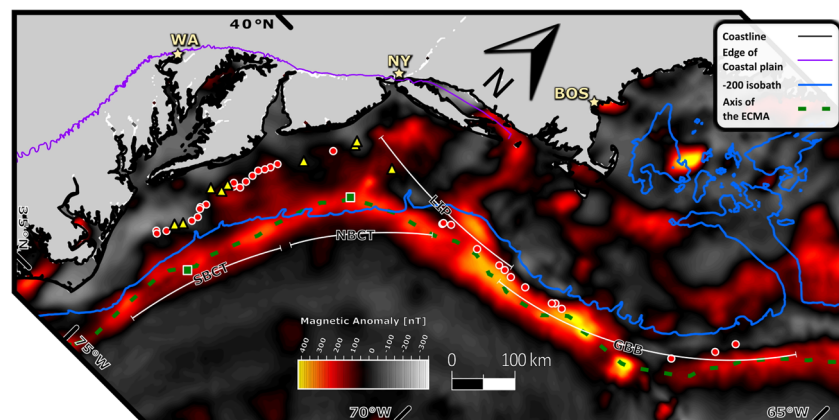 40°N
WA
NY
N
BOS
Coastline
Edge of
Coastal plain
-200 isobath
Axis of
the ECMA
LIP
35°N
NBCT
SBCT
Magnetic Anomaly [nT]
400
300
200
100
0
-100
-200
-300
0
100 km
GBB
75°W
70°W
65°W